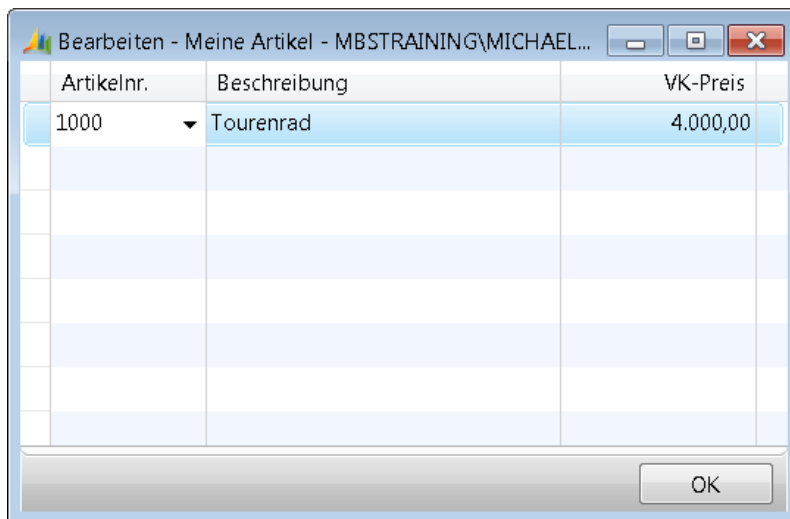 Bearbeiten - Meine Artikel - MBSTRAINING\MICHAEL...
Artikelnr. Beschreibung VK-Preis
1000 Tourenrad 4.000,00
OK